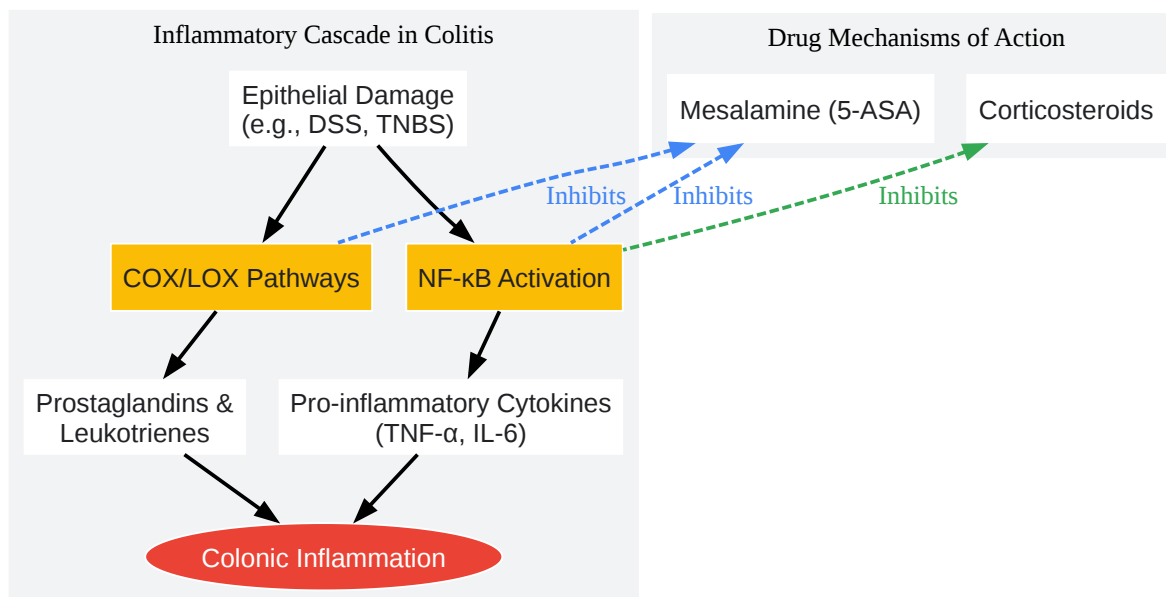 Inflammatory Cascade in Colitis
Epithelial Damage
(e.g., DSS, TNBS)
COX/LOX Pathways
NF-κB Activation
Prostaglandins &
Leukotrienes
Pro-inflammatory Cytokines
(TNF-α, IL-6)
Colonic Inflammation
Drug Mechanisms of Action
Mesalamine (5-ASA)
Corticosteroids
Inhibits
Inhibits
Inhibits